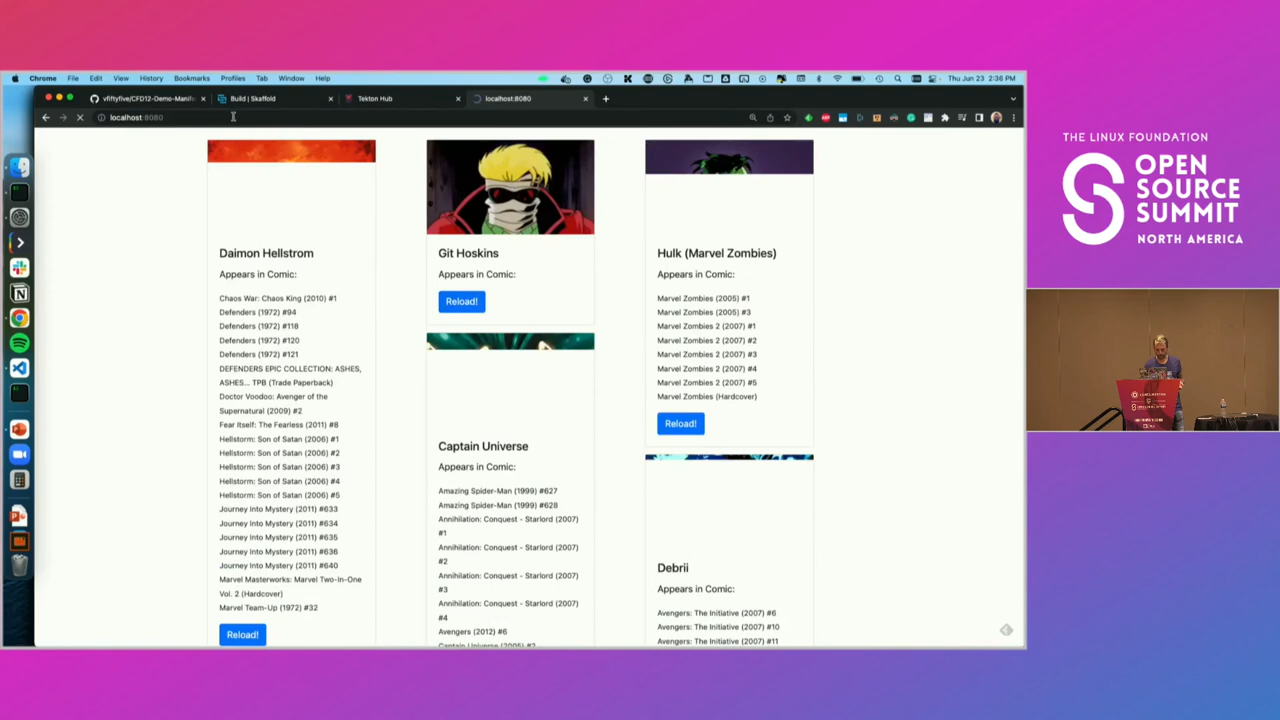 Chrome File Edit View History Bookmarks Profiles Tab Window Help
Thu Jun 23 2:36 PM
vfiftyfive/CFD12-Demo-Manif
Build | Skaffold
Tekton Hub
localhost:8080
localhost:8080
Daimon Hellstrom
Appears in Comic:
Chaos War: Chaos King (2010) #1
Defenders (1972) #94
Defenders (1972) #118
Defenders (1972) #120
Defenders (1972) #121
DEFENDERS EPIC COLLECTION: ASHES,
ASHES... TPB (Trade Paperback)
Doctor Voodoo: Avenger of the
Supernatural (2009) #2
Fear Itself: The Fearless (2011) #8
Hellstorm: Son of Satan (2006) #1
Hellstorm: Son of Satan (2006) #2
Hellstorm: Son of Satan (2006) #3
Hellstorm: Son of Satan (2006) #4
Hellstorm: Son of Satan (2006) #5
Journey Into Mystery (2011) #633
Journey Into Mystery (2011) #634
Journey Into Mystery (2011) #635
Journey Into Mystery (2011) #636
Journey Into Mystery (2011) #640
Marvel Masterworks: Marvel Two-In-One
Vol. 2 (Hardcover)
Marvel Team-Up (1972) #32
Reload!
Git Hoskins
Appears in Comic:
Reload!
Captain Universe
Appears in Comic:
Amazing Spider-Man (1999) #627
Amazing Spider-Man (1999) #628
Annihilation: Conquest - Starlord (2007)
#1
Annihilation: Conquest - Starlord (2007)
#2
Annihilation: Conquest - Starlord (2007)
#3
Annihilation: Conquest - Starlord (2007)
#4
Avengers (2012) #6
Captain Universe (2005) #2
Hulk (Marvel Zombies)
Appears in Comic:
Marvel Zombies (2005) #1
Marvel Zombies (2005) #3
Marvel Zombies 2 (2007) #1
Marvel Zombies 2 (2007) #2
Marvel Zombies 2 (2007) #3
Marvel Zombies 2 (2007) #4
Marvel Zombies 2 (2007) #5
Marvel Zombies (Hardcover)
Reload!
Debrii
Appears in Comic:
Avengers: The Initiative (2007) #6
Avengers: The Initiative (2007) #10
Avengers: The Initiative (2007) #11
THE LINUX FOUNDATION
OPEN
SOURCE
SUMMIT
NORTH AMERICA